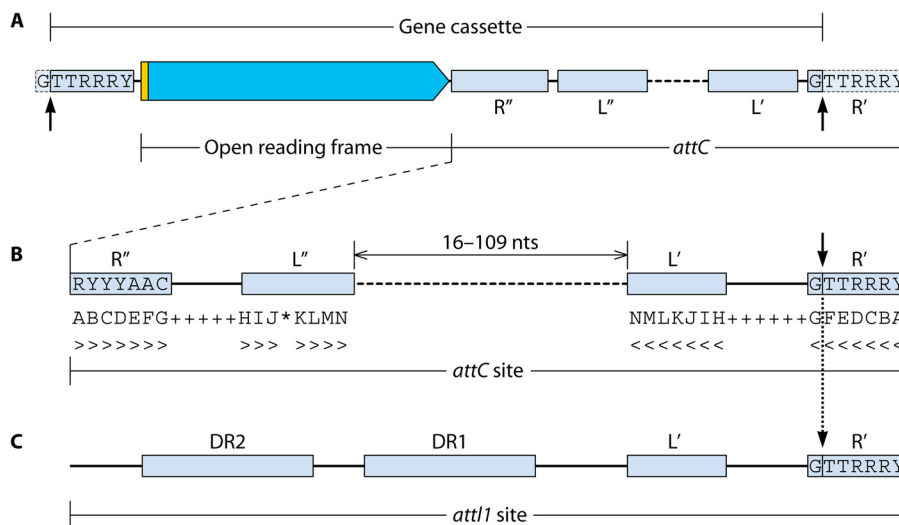 A
Gene cassette
GTTRRRY
GTTRRRY
R″ L″ L′ R′
Open reading frame
attC
B
16–109 nts
R″ L″ L′ R′
RYYYAAC
GTTRRRY
ABCDEFG+++++HIJ*KLMN
NMLKJIH++++++GFEDCBA
>>>>>>> >>> >>>>
<<<<<<< <<<<<<<
attC site
C
DR2 DR1 L′ R′
GTTRRRY
attI1 site